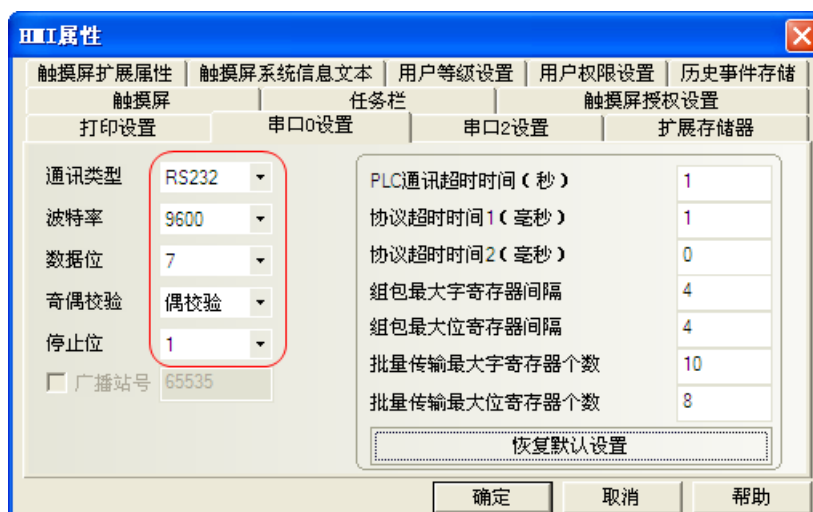 HMI属性
触摸屏扩展属性 触摸屏系统信息文本 用户等级设置 用户权限设置 历史事件存储
触摸屏 任务栏 触摸屏授权设置
打印设置 串口0设置 串口2设置 扩展存储器
通讯类型 RS232
波特率 9600
数据位 7
奇偶校验 偶校验
停止位 1
广播站号 65535
PLC通讯超时时间(秒) 1
协议超时时间1(毫秒) 1
协议超时时间2(毫秒) 0
组包最大字寄存器间隔 4
组包最大位寄存器间隔 4
批量传输最大字寄存器个数 10
批量传输最大位寄存器个数 8
恢复默认设置
确定 取消 帮助